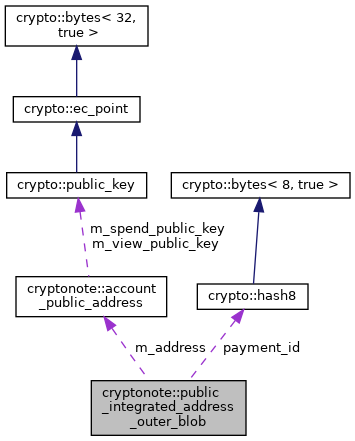 crypto::bytes< 32,
true >
crypto::ec_point
crypto::public_key
crypto::bytes< 8, true >
m_spend_public_key
m_view_public_key
cryptonote::account
_public_address
crypto::hash8
m_address
payment_id
cryptonote::public
_integrated_address
_outer_blob